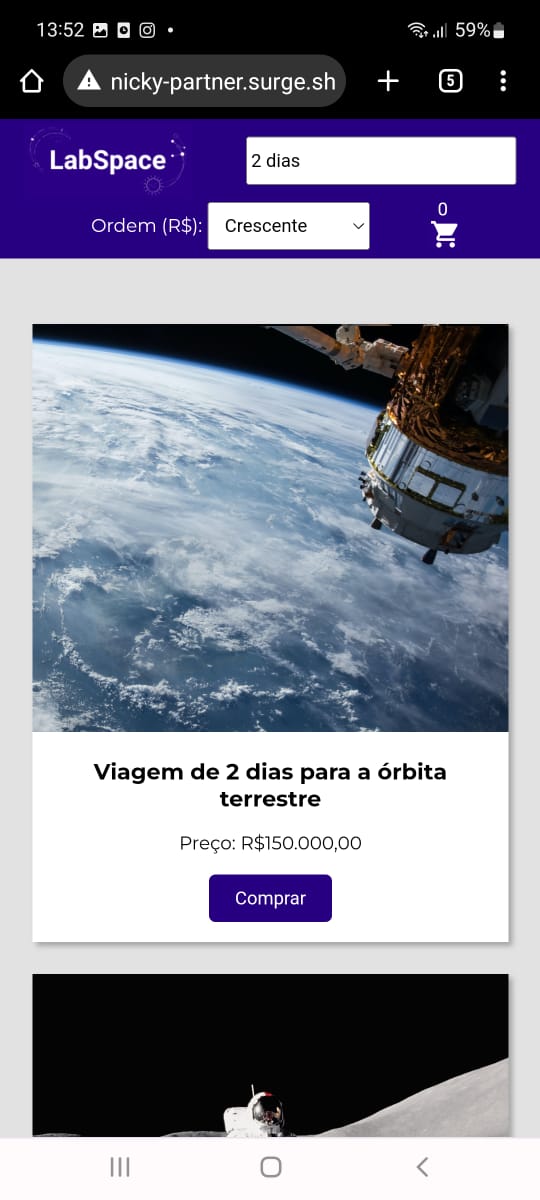 13:52
59%
nicky-partner.surge.sh
5
LabSpace
2 dias
Ordem (R$):
Crescente
0
Viagem de 2 dias para a órbita
terrestre
Preço: R$150.000,00
Comprar